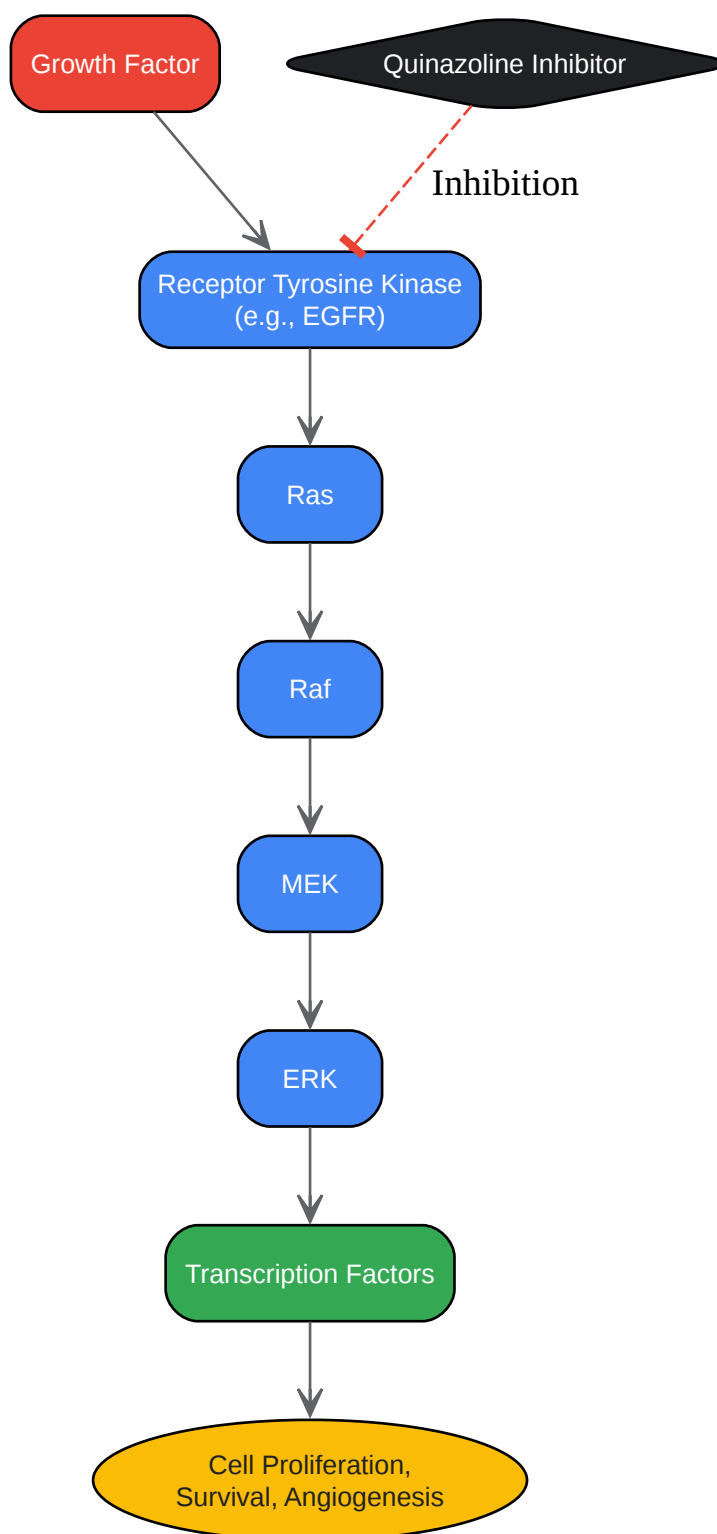 Growth Factor
Quinazoline Inhibitor
Inhibition
Receptor Tyrosine Kinase
(e.g., EGFR)
Ras
Raf
MEK
ERK
Transcription Factors
Cell Proliferation,
Survival, Angiogenesis